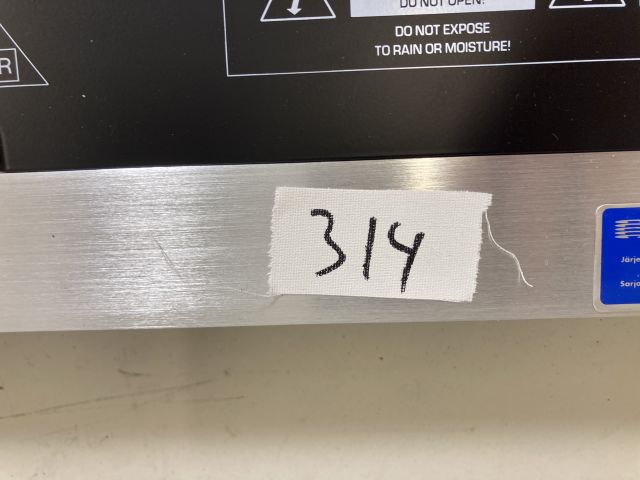 DO NOT OPEN!
DO NOT EXPOSE
TO RAIN OR MOISTURE!
R
314